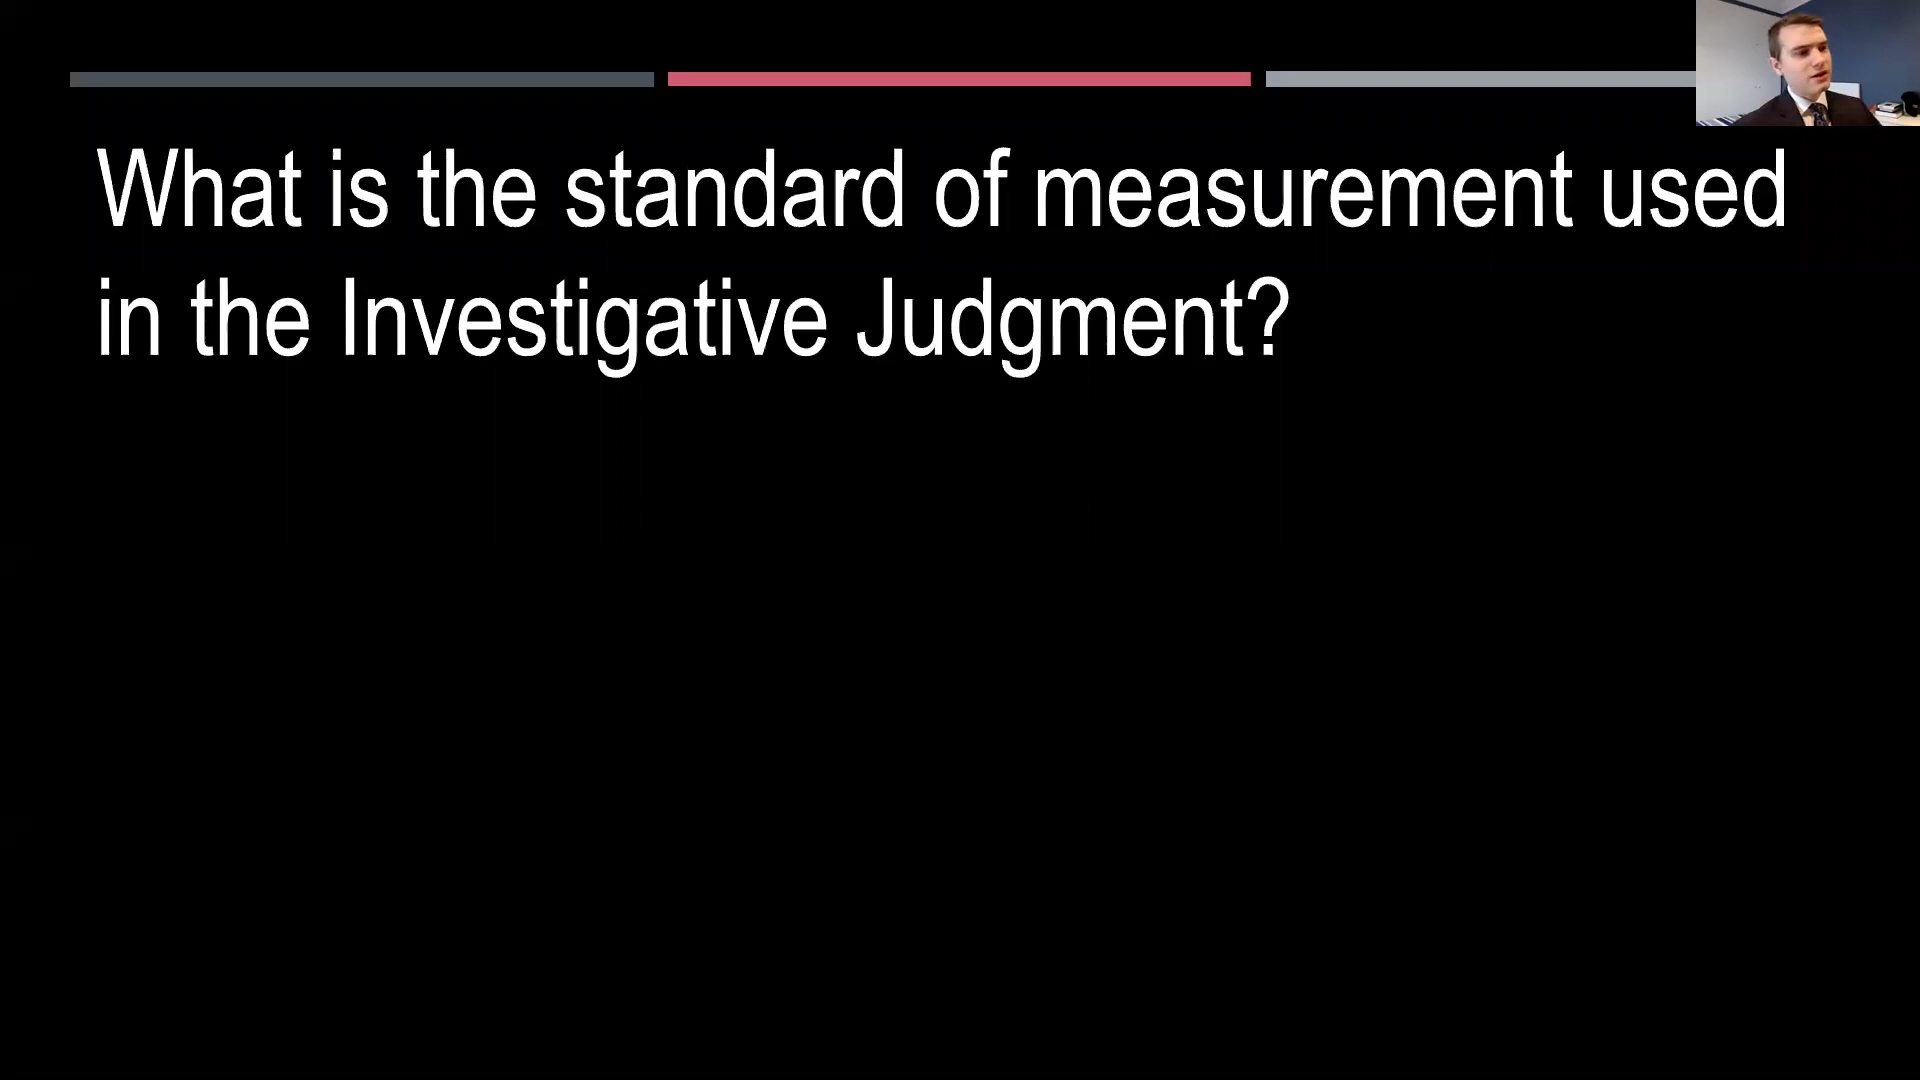 What is the standard of measurement used
in the Investigative Judgment?